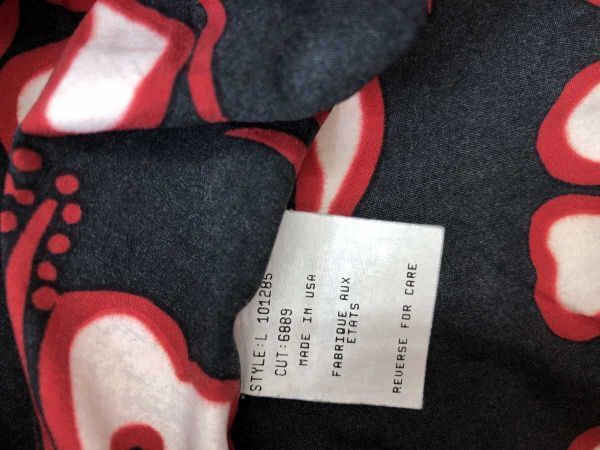 STYLE:L 101285
CUT:6889
MADE IN USA
FABRIQUE AUX
ETATS
REVERSE FOR CARE